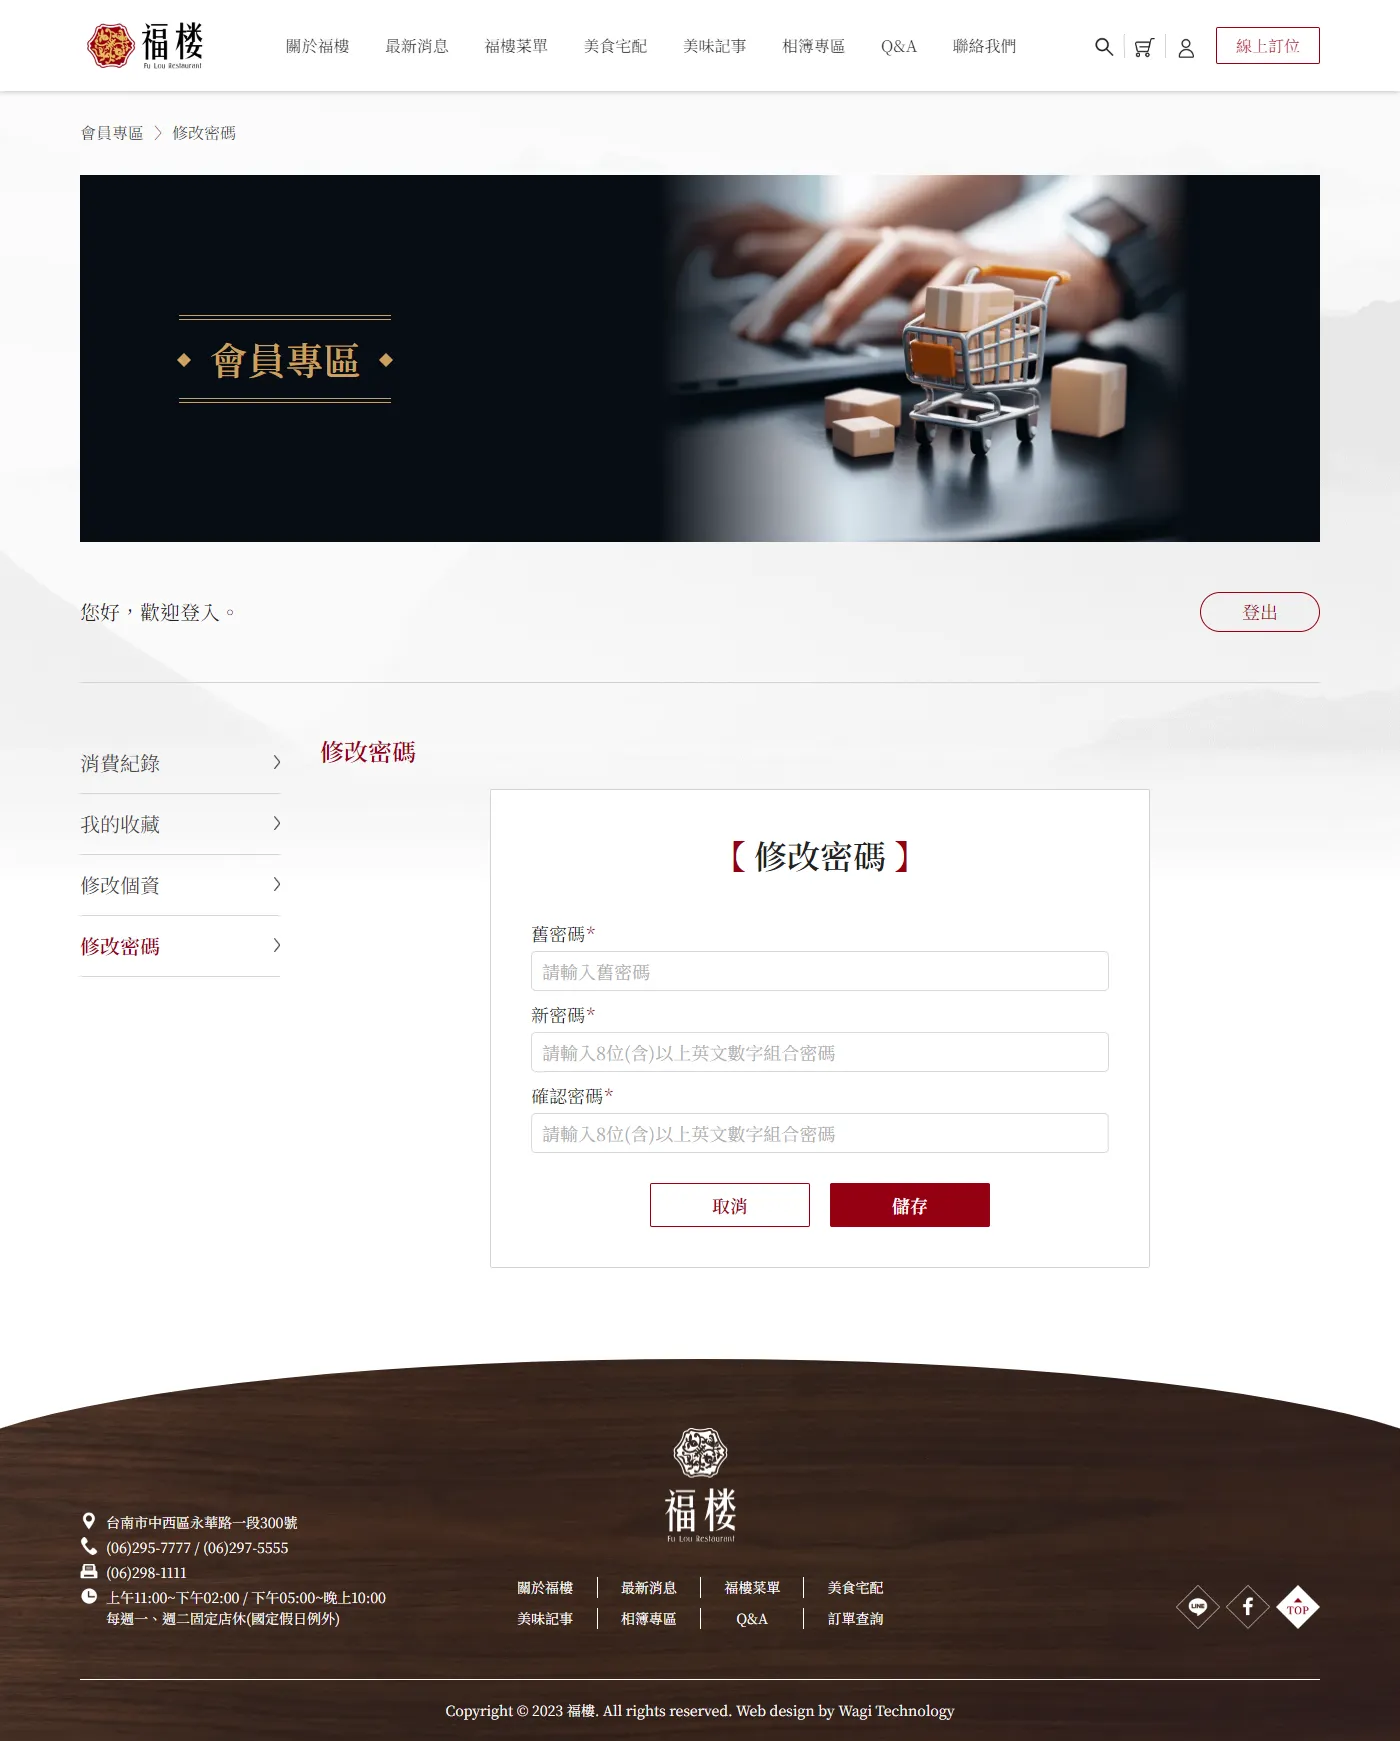 福楼
Fu Lou Restaurant
關於福樓
最新消息
福樓菜單
美食宅配
美味記事
相簿專區
Q&A
聯絡我們
線上訂位
會員專區 〉 修改密碼
會員專區
您好，歡迎登入。
登出
消費紀錄
我的收藏
修改個資
修改密碼
修改密碼
【 修改密碼 】
舊密碼*
請輸入舊密碼
新密碼*
請輸入8位(含)以上英文數字組合密碼
確認密碼*
請輸入8位(含)以上英文數字組合密碼
取消
儲存
福楼
Fu Lou Restaurant
台南市中西區永華路一段300號
(06)295-7777 / (06)297-5555
(06)298-1111
上午11:00~下午02:00 / 下午05:00~晚上10:00
每週一、週二固定店休(國定假日例外)
關於福樓
最新消息
福樓菜單
美食宅配
美味記事
相簿專區
Q&A
訂單查詢
LINE
TOP
Copyright © 2023 福樓. All rights reserved. Web design by Wagi Technology